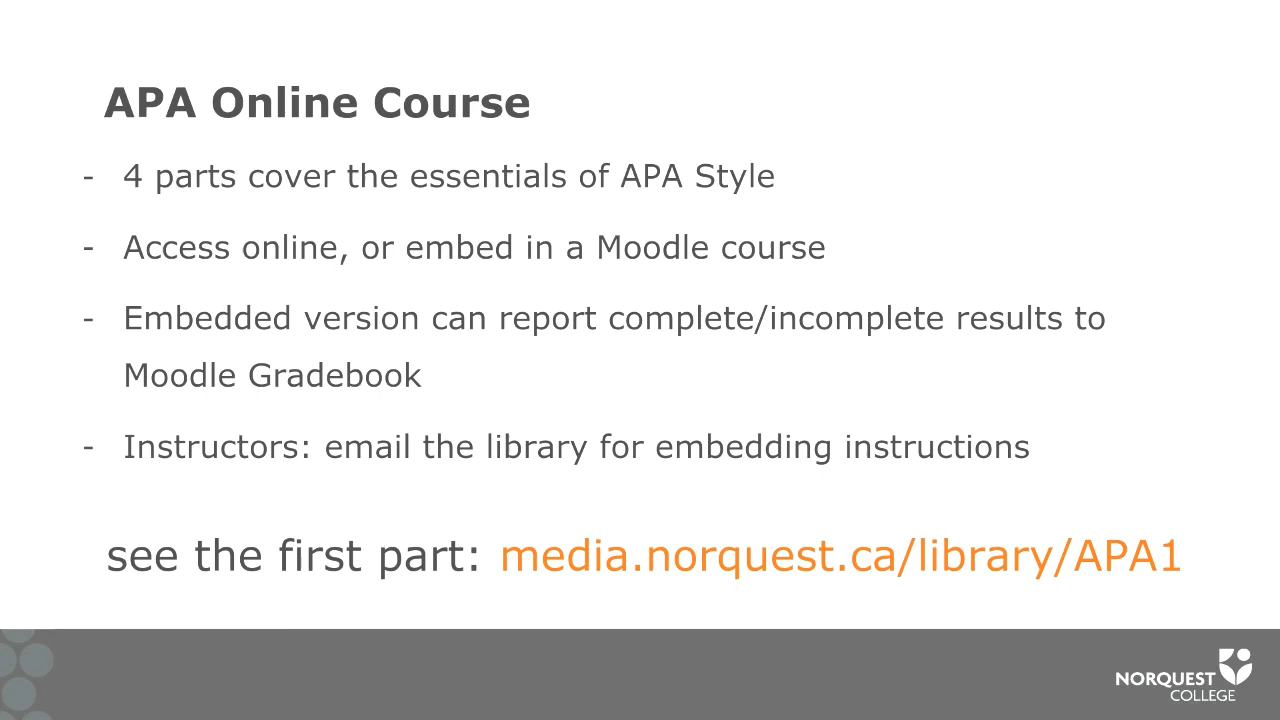 APA Online Course
- 4 parts cover the essentials of APA Style
- Access online, or embed in a Moodle course
- Embedded version can report complete/incomplete results to
Moodle Gradebook
- Instructors: email the library for embedding instructions
see the first part: media.norquest.ca/library/APA1
NORQUEST
COLLEGE